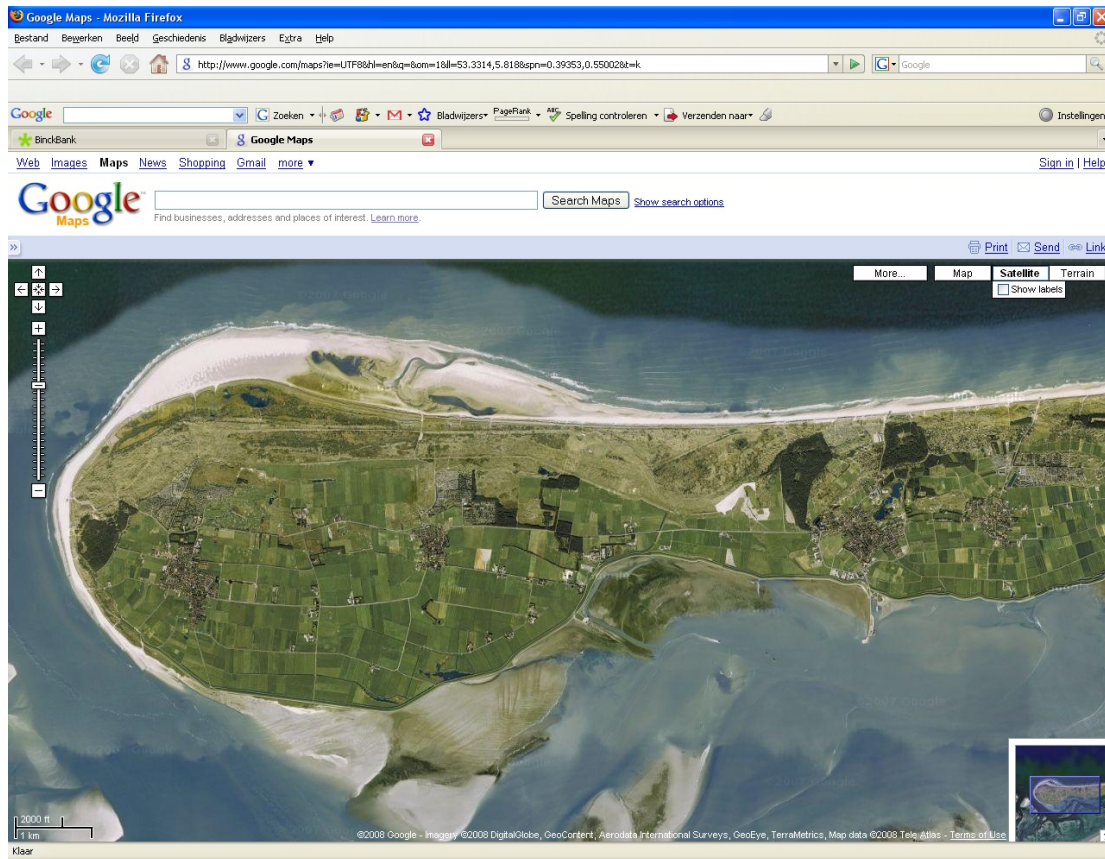 Google Maps - Mozilla Firefox
Bestand Bewerken Beeld Geschiedenis Bladwijzers Extra Help
http://www.google.com/maps?ie=UTF8&hl=en&q=&om=1&ll=53.3314,5.818&spn=0.39353,0.55002&t=k
G Google
Google G Zoeken Bladwijzers PageRank ABC Spelling controleren Verzenden naar Instellingen
BinckBank Google Maps
Web Images Maps News Shopping Gmail more ▼ Sign in | Help
Google™ Maps Search Maps Show search options
Find businesses, addresses and places of interest. Learn more.
» Print Send Link
More... Map Satellite Terrain
Show labels
©2007 Google
2000 ft
1 km
©2008 Google - Imagery ©2008 DigitalGlobe, GeoContent, Aerodata International Surveys, GeoEye, TerraMetrics, Map data ©2008 Tele Atlas - Terms of Use
Klaar